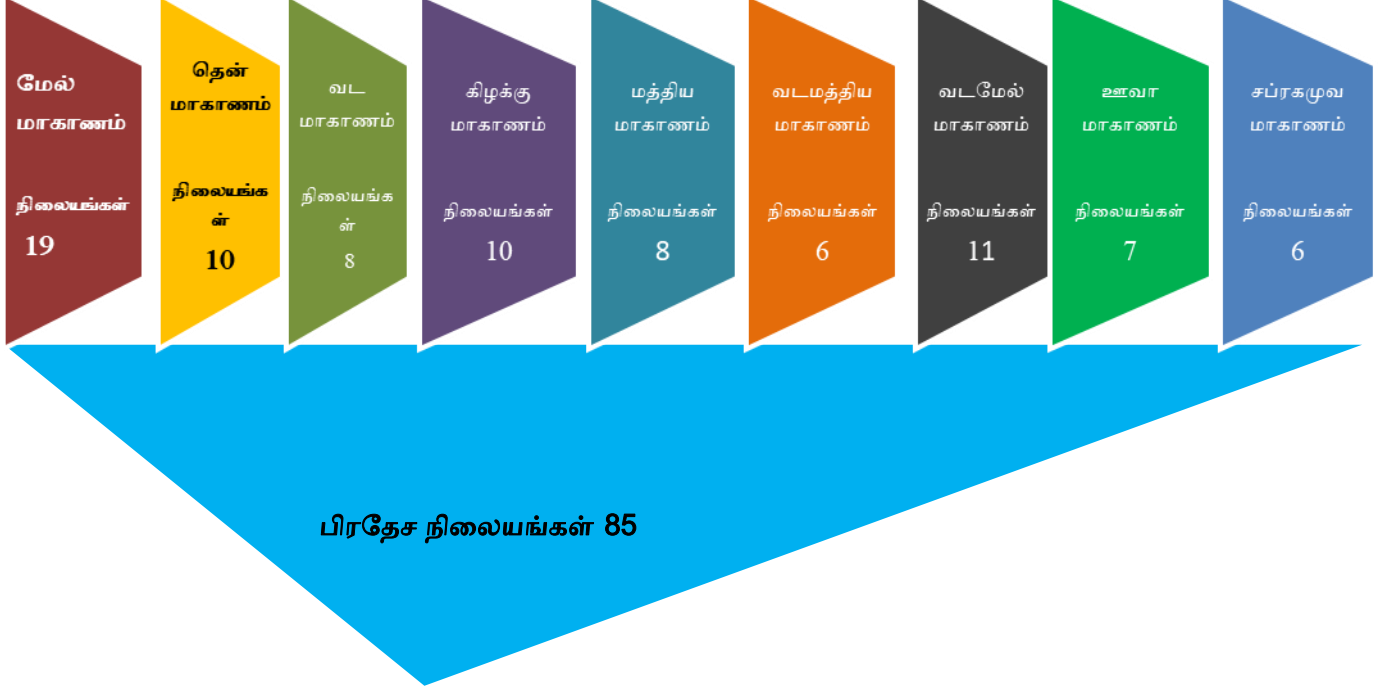 மேல்
மாகாணம்
நிலையங்கள்
19
தென்
மாகாணம்
நிலையங்க
ள்
10
வட
மாகாணம்
நிலையங்க
ள்
8
கிழக்கு
மாகாணம்
நிலையங்கள்
10
மத்திய
மாகாணம்
நிலையங்கள்
8
வடமத்திய
மாகாணம்
நிலையங்கள்
6
வடமேல்
மாகாணம்
நிலையங்கள்
11
ஊவா
மாகாணம்
நிலையங்கள்
7
சப்ரகமுவ
மாகாணம்
நிலையங்கள்
6
பிரதேச நிலையங்கள் 85